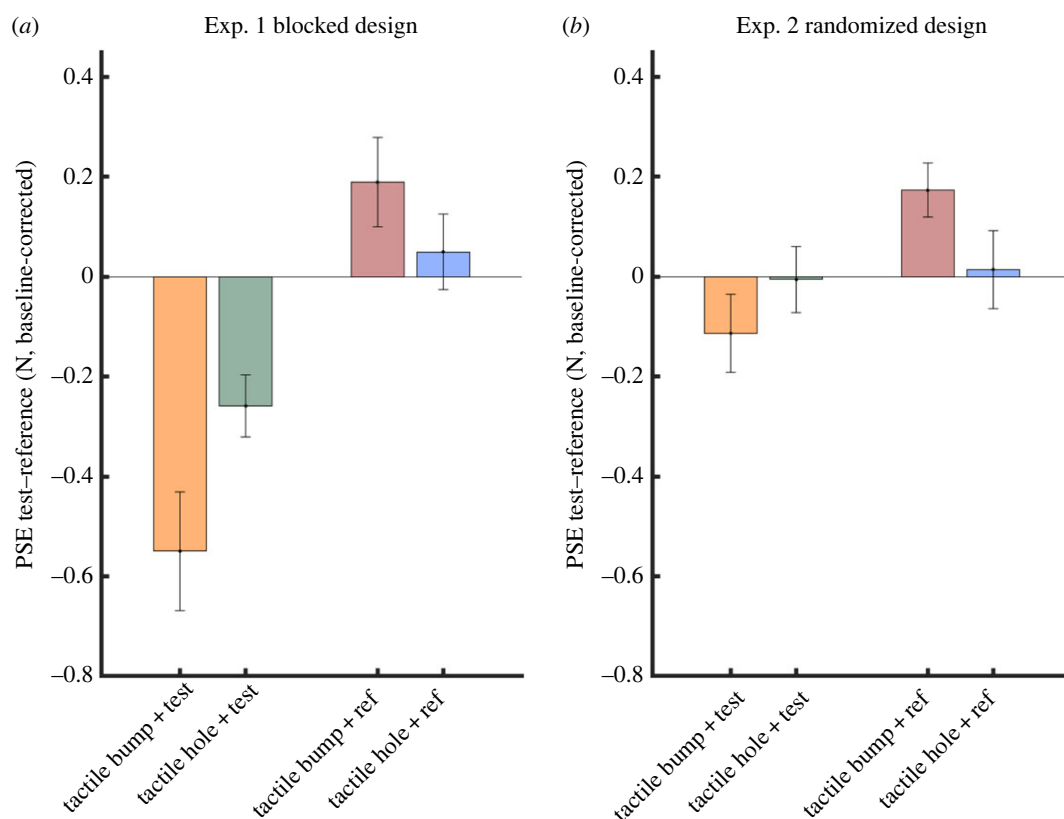 (a) Exp. 1 blocked design
PSE test–reference (N, baseline-corrected)
0.4
0.2
0
–0.2
–0.4
–0.6
–0.8
tactile bump + test
tactile hole + test
tactile bump + ref
tactile hole + ref
(b) Exp. 2 randomized design
PSE test–reference (N, baseline-corrected)
0.4
0.2
0
–0.2
–0.4
–0.6
–0.8
tactile bump + test
tactile hole + test
tactile bump + ref
tactile hole + ref